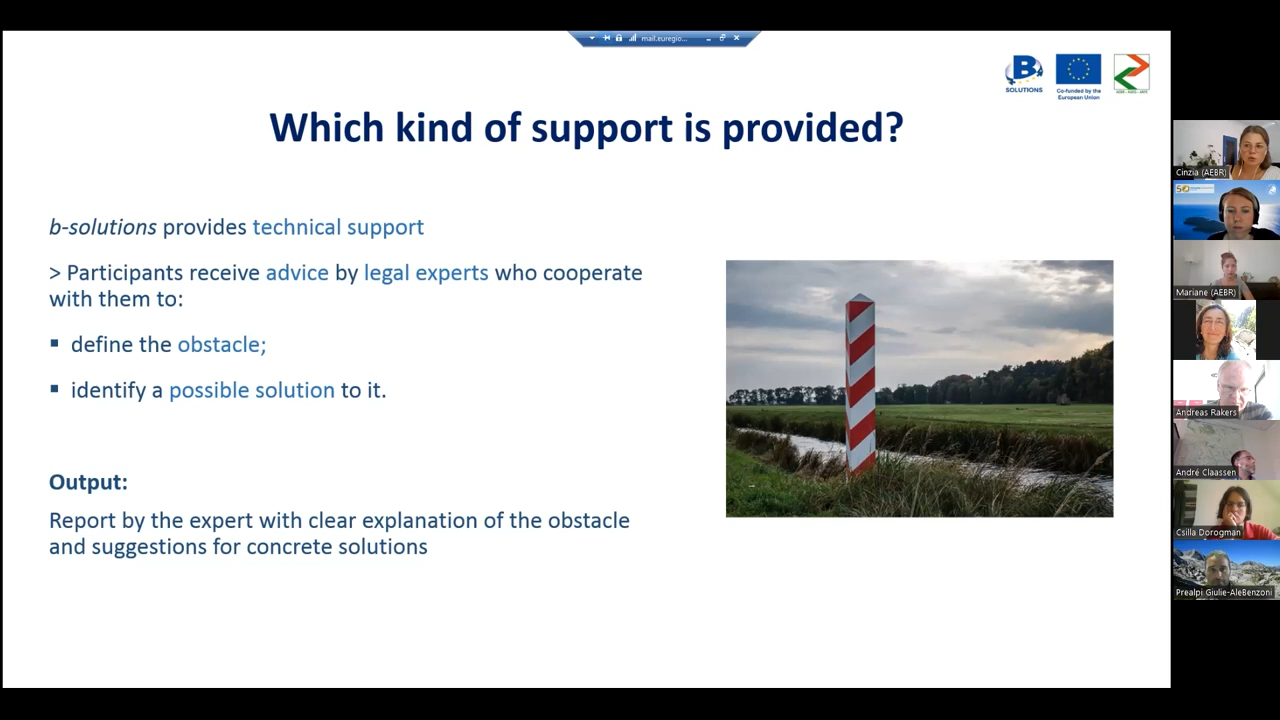 mail.euregio...
B
SOLUTIONS
Co-funded by the
European Union
Which kind of support is provided?
b-solutions provides technical support
> Participants receive advice by legal experts who cooperate
with them to:
▪ define the obstacle;
▪ identify a possible solution to it.
Output:
Report by the expert with clear explanation of the obstacle
and suggestions for concrete solutions
Cinzia (AEBR)
Mariane (AEBR)
Andreas Rakers
André Claassen
Csilla Dorogman
Prealpi Giulie-AleBenzoni